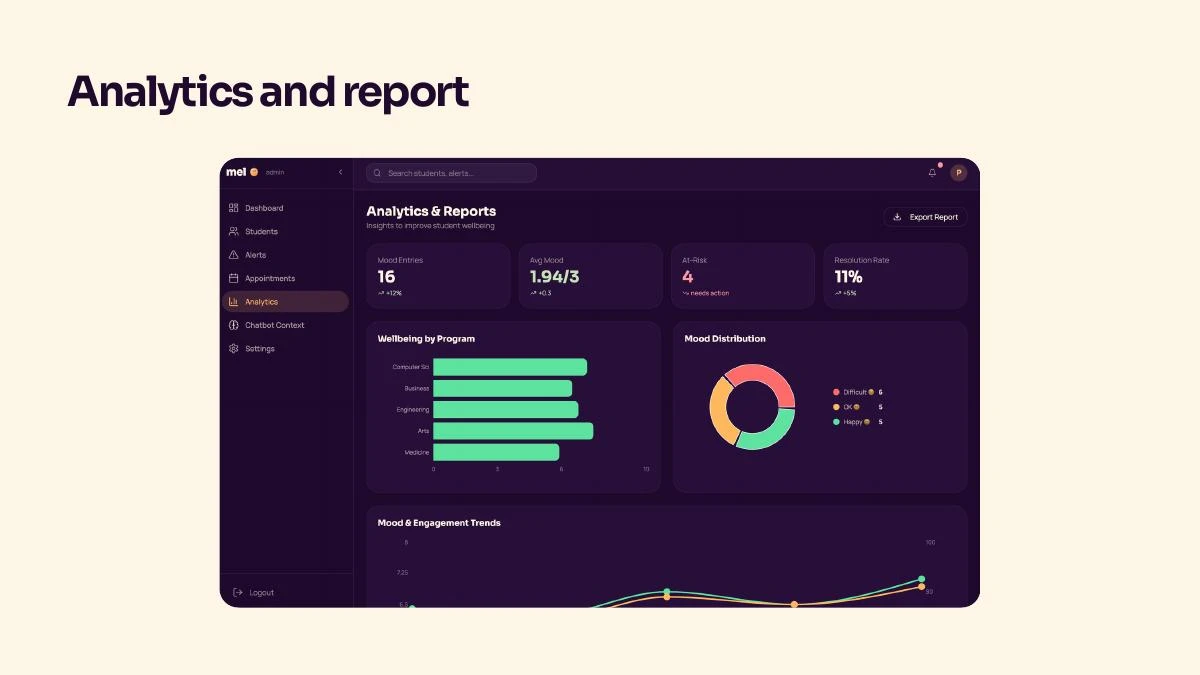 Analytics and report
mel admin
Search students, alerts...
P
Dashboard
Students
Alerts
Appointments
Analytics
Chatbot Context
Settings
Logout
Analytics & Reports
Insights to improve student wellbeing
Export Report
Mood Entries
16
+12%
Avg Mood
1.94/3
+0.3
At-Risk
4
needs action
Resolution Rate
11%
+5%
Wellbeing by Program
Computer Sci
Business
Engineering
Arts
Medicine
0 3 6 10
Mood Distribution
Difficult 6
OK 5
Happy 5
Mood & Engagement Trends
8 100
7.25
6.5 90